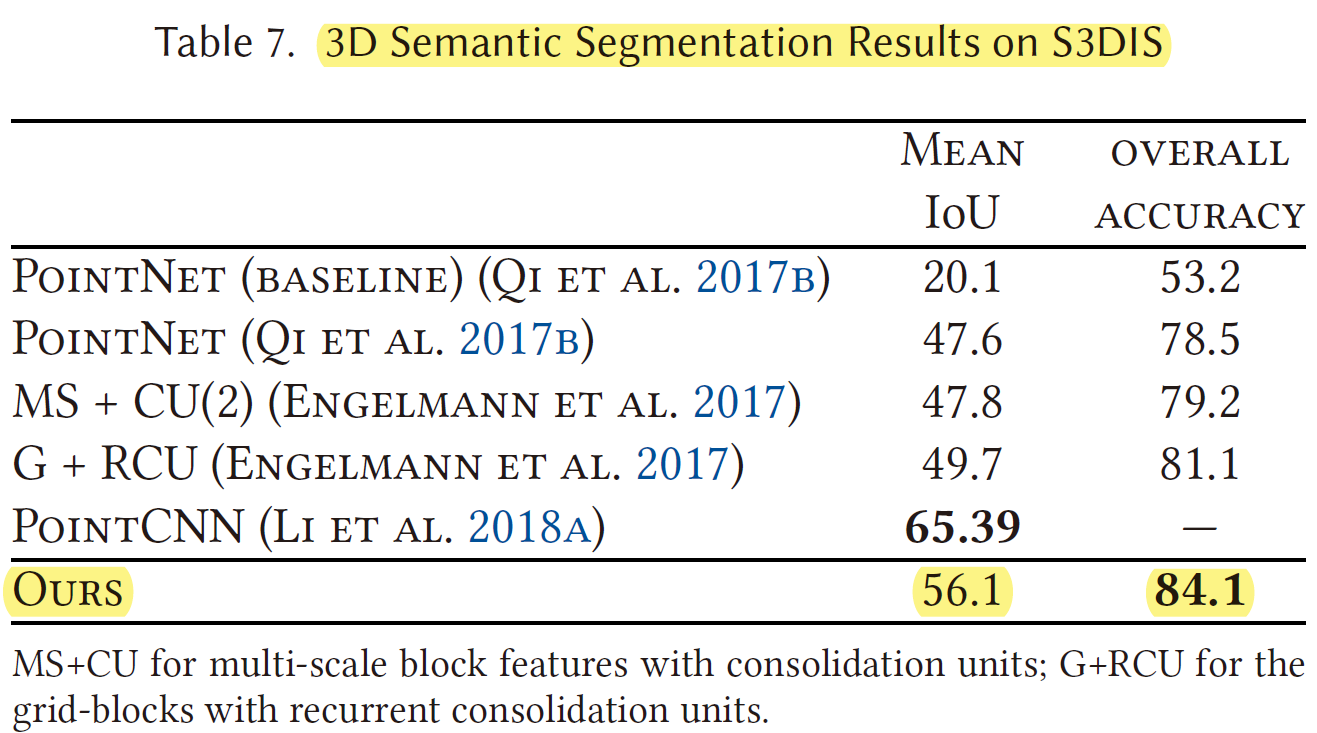 Table 7. 3D Semantic Segmentation Results on S3DIS
Mean overall
IoU accuracy
PointNet (baseline) (Qi et al. 2017b) 20.1 53.2
PointNet (Qi et al. 2017b) 47.6 78.5
MS + CU(2) (Engelmann et al. 2017) 47.8 79.2
G + RCU (Engelmann et al. 2017) 49.7 81.1
PointCNN (Li et al. 2018a) 65.39 —
Ours 56.1 84.1
MS+CU for multi-scale block features with consolidation units; G+RCU for the
grid-blocks with recurrent consolidation units.